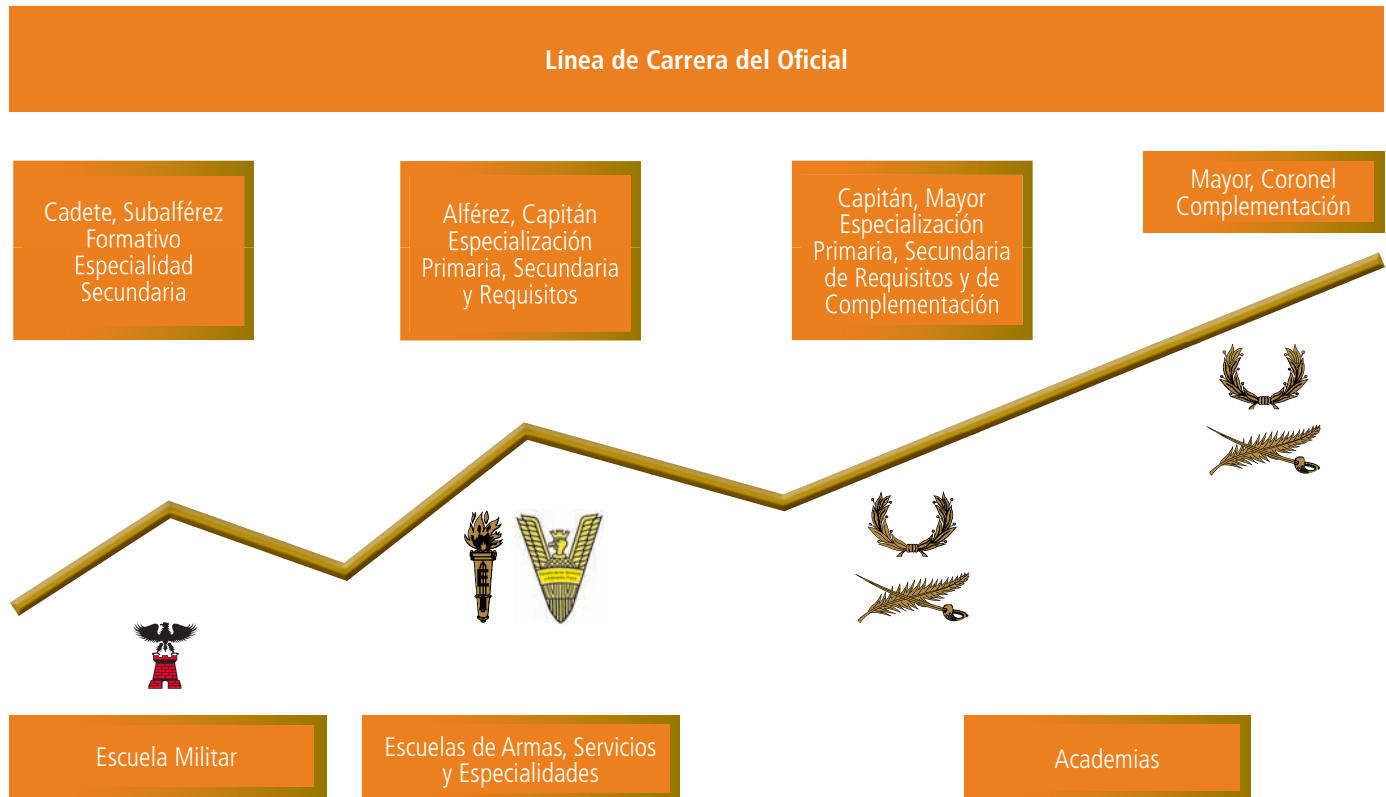 Línea de Carrera del Oficial
Cadete, Subalférez
Formativo
Especialidad
Secundaria
Alférez, Capitán
Especialización
Primaria, Secundaria
y Requisitos
Capitán, Mayor
Especialización
Primaria, Secundaria
de Requisitos y de
Complementación
Mayor, Coronel
Complementación
Escuela Militar
Escuelas de Armas, Servicios
y Especialidades
Academias